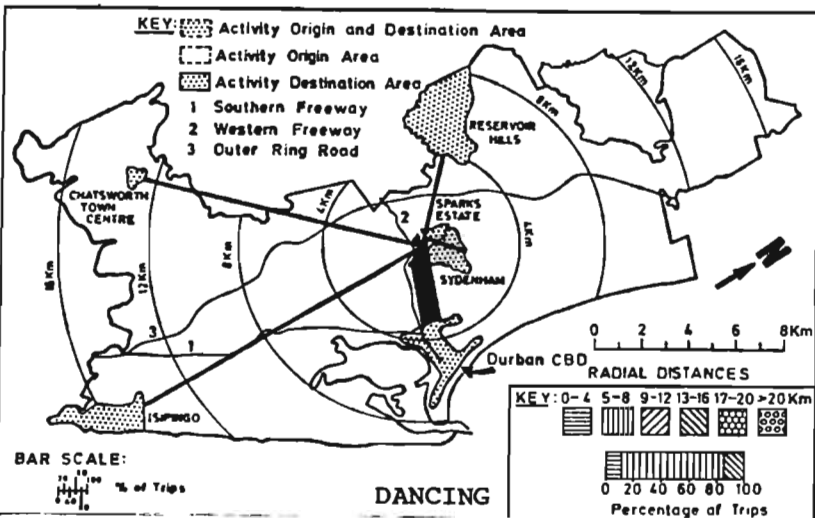 KEY: Activity Origin and Destination Area
Activity Origin Area
Activity Destination Area
1 Southern Freeway
2 Western Freeway
3 Outer Ring Road
RESERVOIR
HILLS
8Km
12Km
16Km
CHATSWORTH
TOWN
CENTRE
4Km
2
SPARKS
ESTATE
4Km
SYDENHAM
16Km
12Km
8Km
N
3
1
0 2 4 6 8Km
RADIAL DISTANCES
Durban CBD
ISIPINGO
KEY: 0-4 5-8 9-12 13-16 17-20 >20 Km
0 20 40 60 80 100
Percentage of Trips
BAR SCALE:
% of Trips
DANCING